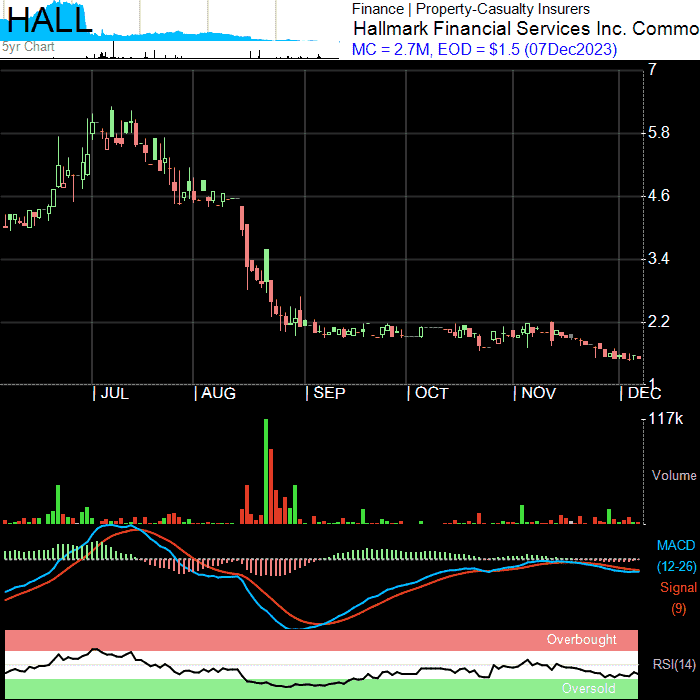 HALL
5yr Chart
Finance | Property-Casualty Insurers
Hallmark Financial Services Inc. Commo
MC = 2.7M, EOD = $1.5 (07Dec2023)
7
5.8
4.6
3.4
2.2
1
| JUL | AUG | SEP | OCT | NOV | DEC
117k
Volume
MACD
(12-26)
Signal
(9)
Overbought
RSI(14)
Oversold